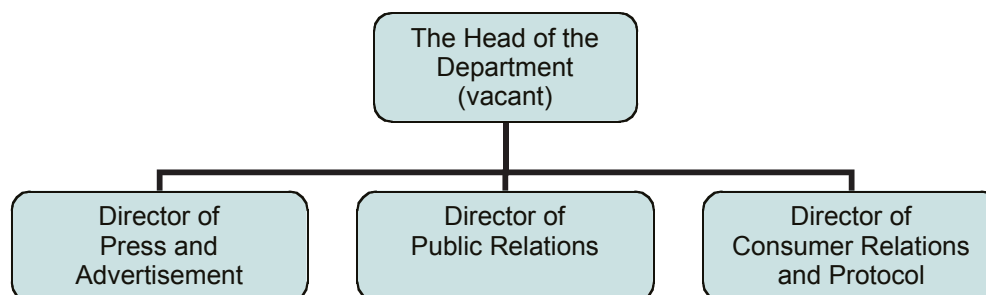 The Head of the
Department
(vacant)
Director of
Press and
Advertisement
Director of
Public Relations
Director of
Consumer Relations
and Protocol